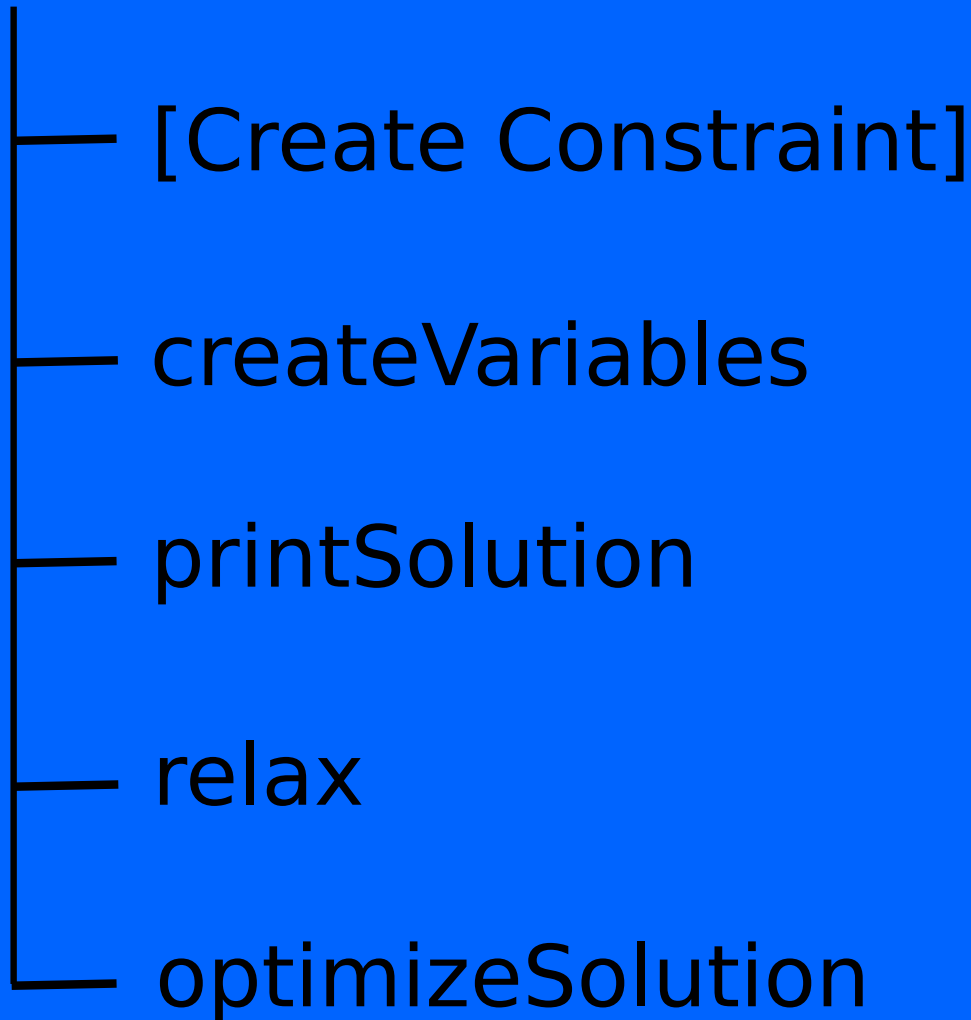 [Create Constraint]
createVariables
printSolution
relax
optimizeSolution